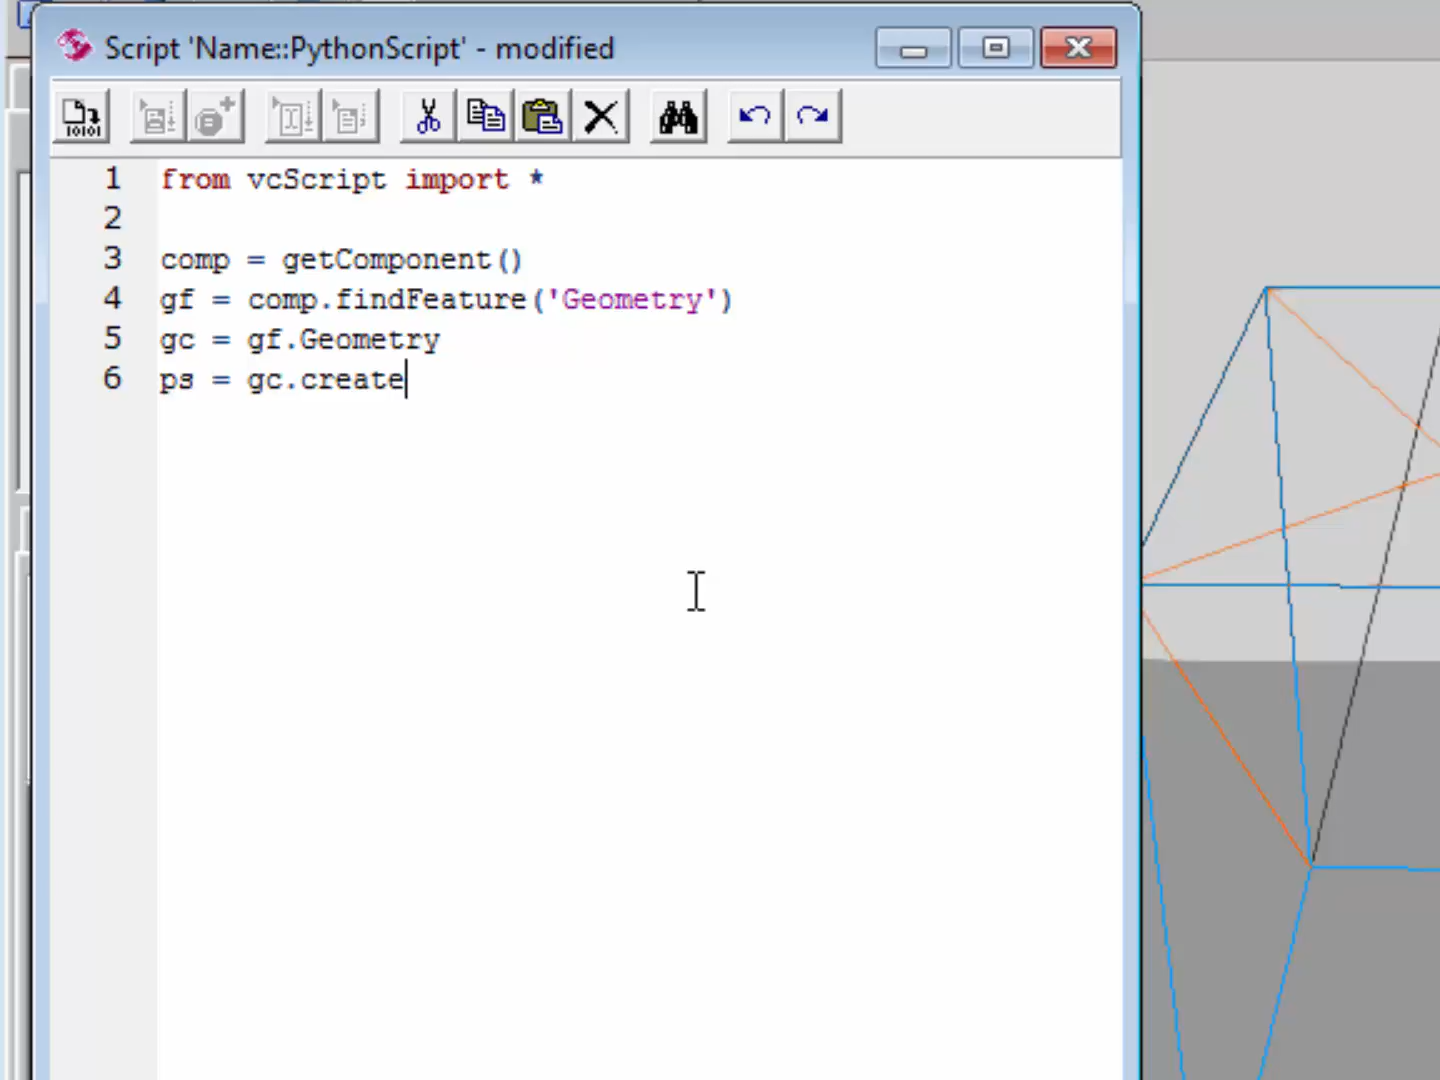 Script 'Name::PythonScript' - modified
10101
1 from vcScript import *
2
3 comp = getComponent()
4 gf = comp.findFeature('Geometry')
5 gc = gf.Geometry
6 ps = gc.create